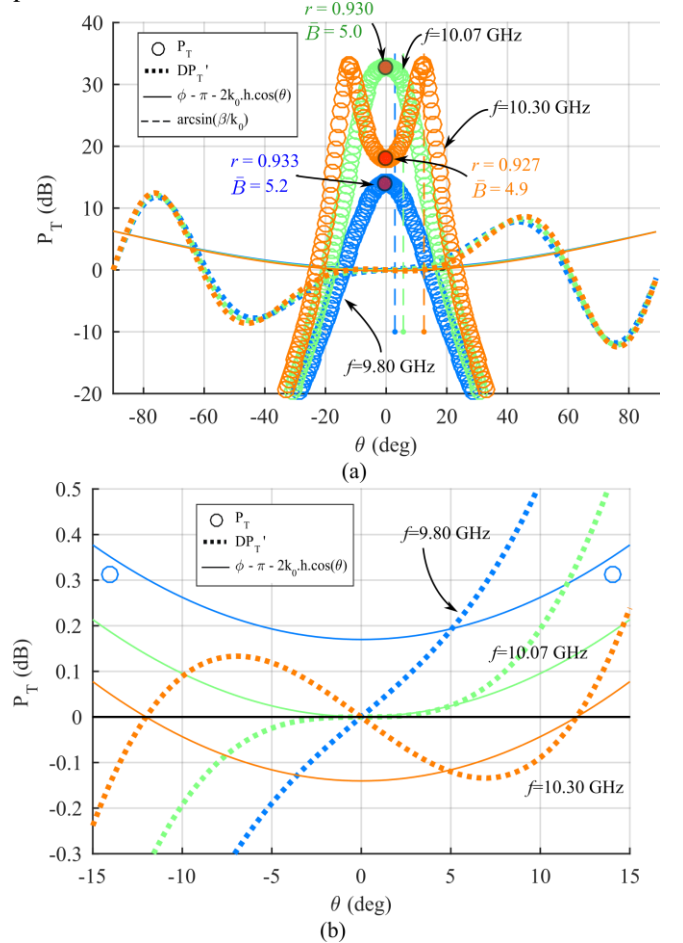 r = 0.930
B̄ = 5.0
f=10.07 GHz
P_T
DP_T'
ϕ - π - 2k₀.h.cos(θ)
arcsin(β/k₀)
f=10.30 GHz
r = 0.933
B̄ = 5.2
r = 0.927
B̄ = 4.9
f=9.80 GHz
40
30
20
10
0
-10
-20
P_T (dB)
-80 -60 -40 -20 0 20 40 60 80
θ (deg)
(a)
0.5
0.4
0.3
0.2
0.1
0
-0.1
-0.2
-0.3
P_T (dB)
P_T
DP_T'
ϕ - π - 2k₀.h.cos(θ)
f=9.80 GHz
f=10.07 GHz
f=10.30 GHz
-15 -10 -5 0 5 10 15
θ (deg)
(b)